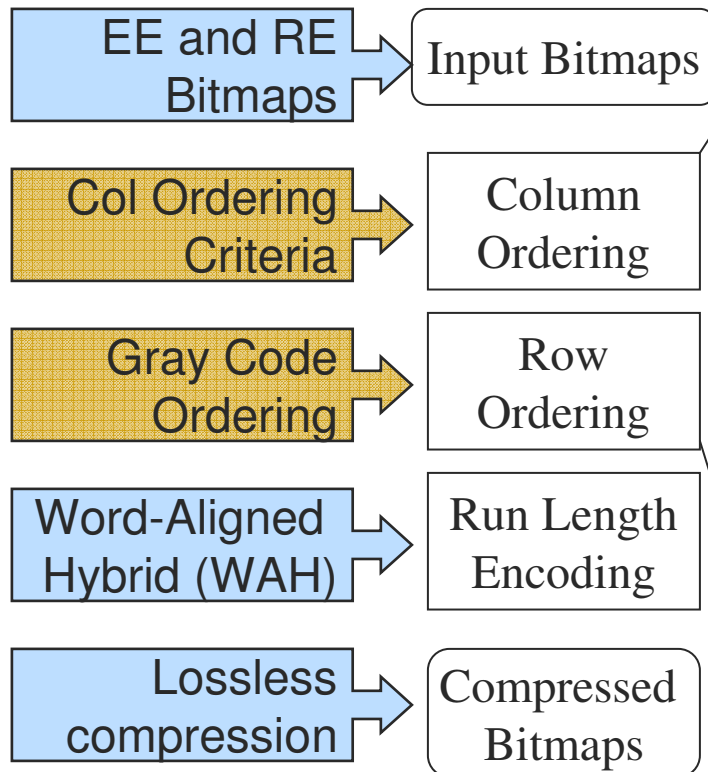 EE and RE
Bitmaps
Input Bitmaps
Col Ordering
Criteria
Column
Ordering
Gray Code
Ordering
Row
Ordering
Word-Aligned
Hybrid (WAH)
Run Length
Encoding
Lossless
compression
Compressed
Bitmaps